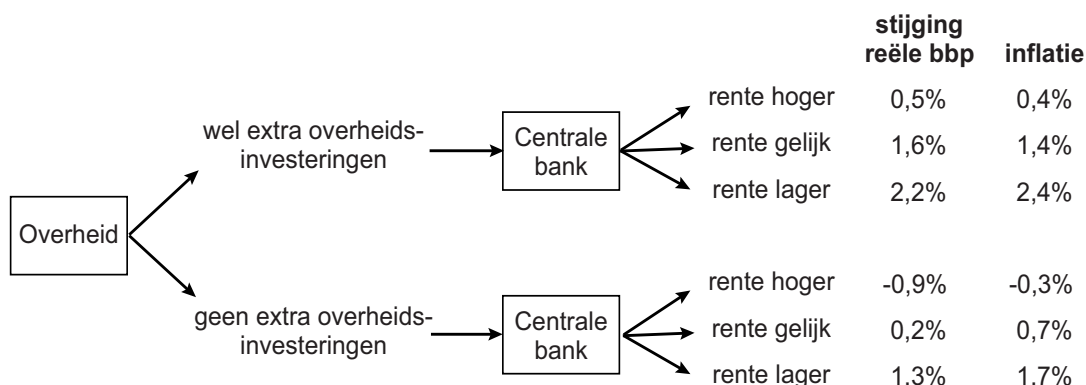 stijging
reële bbp inflatie
rente hoger 0,5% 0,4%
wel extra overheids-
investeringen
Centrale
bank
rente gelijk 1,6% 1,4%
rente lager 2,2% 2,4%
Overheid
rente hoger -0,9% -0,3%
geen extra overheids-
investeringen
Centrale
bank
rente gelijk 0,2% 0,7%
rente lager 1,3% 1,7%